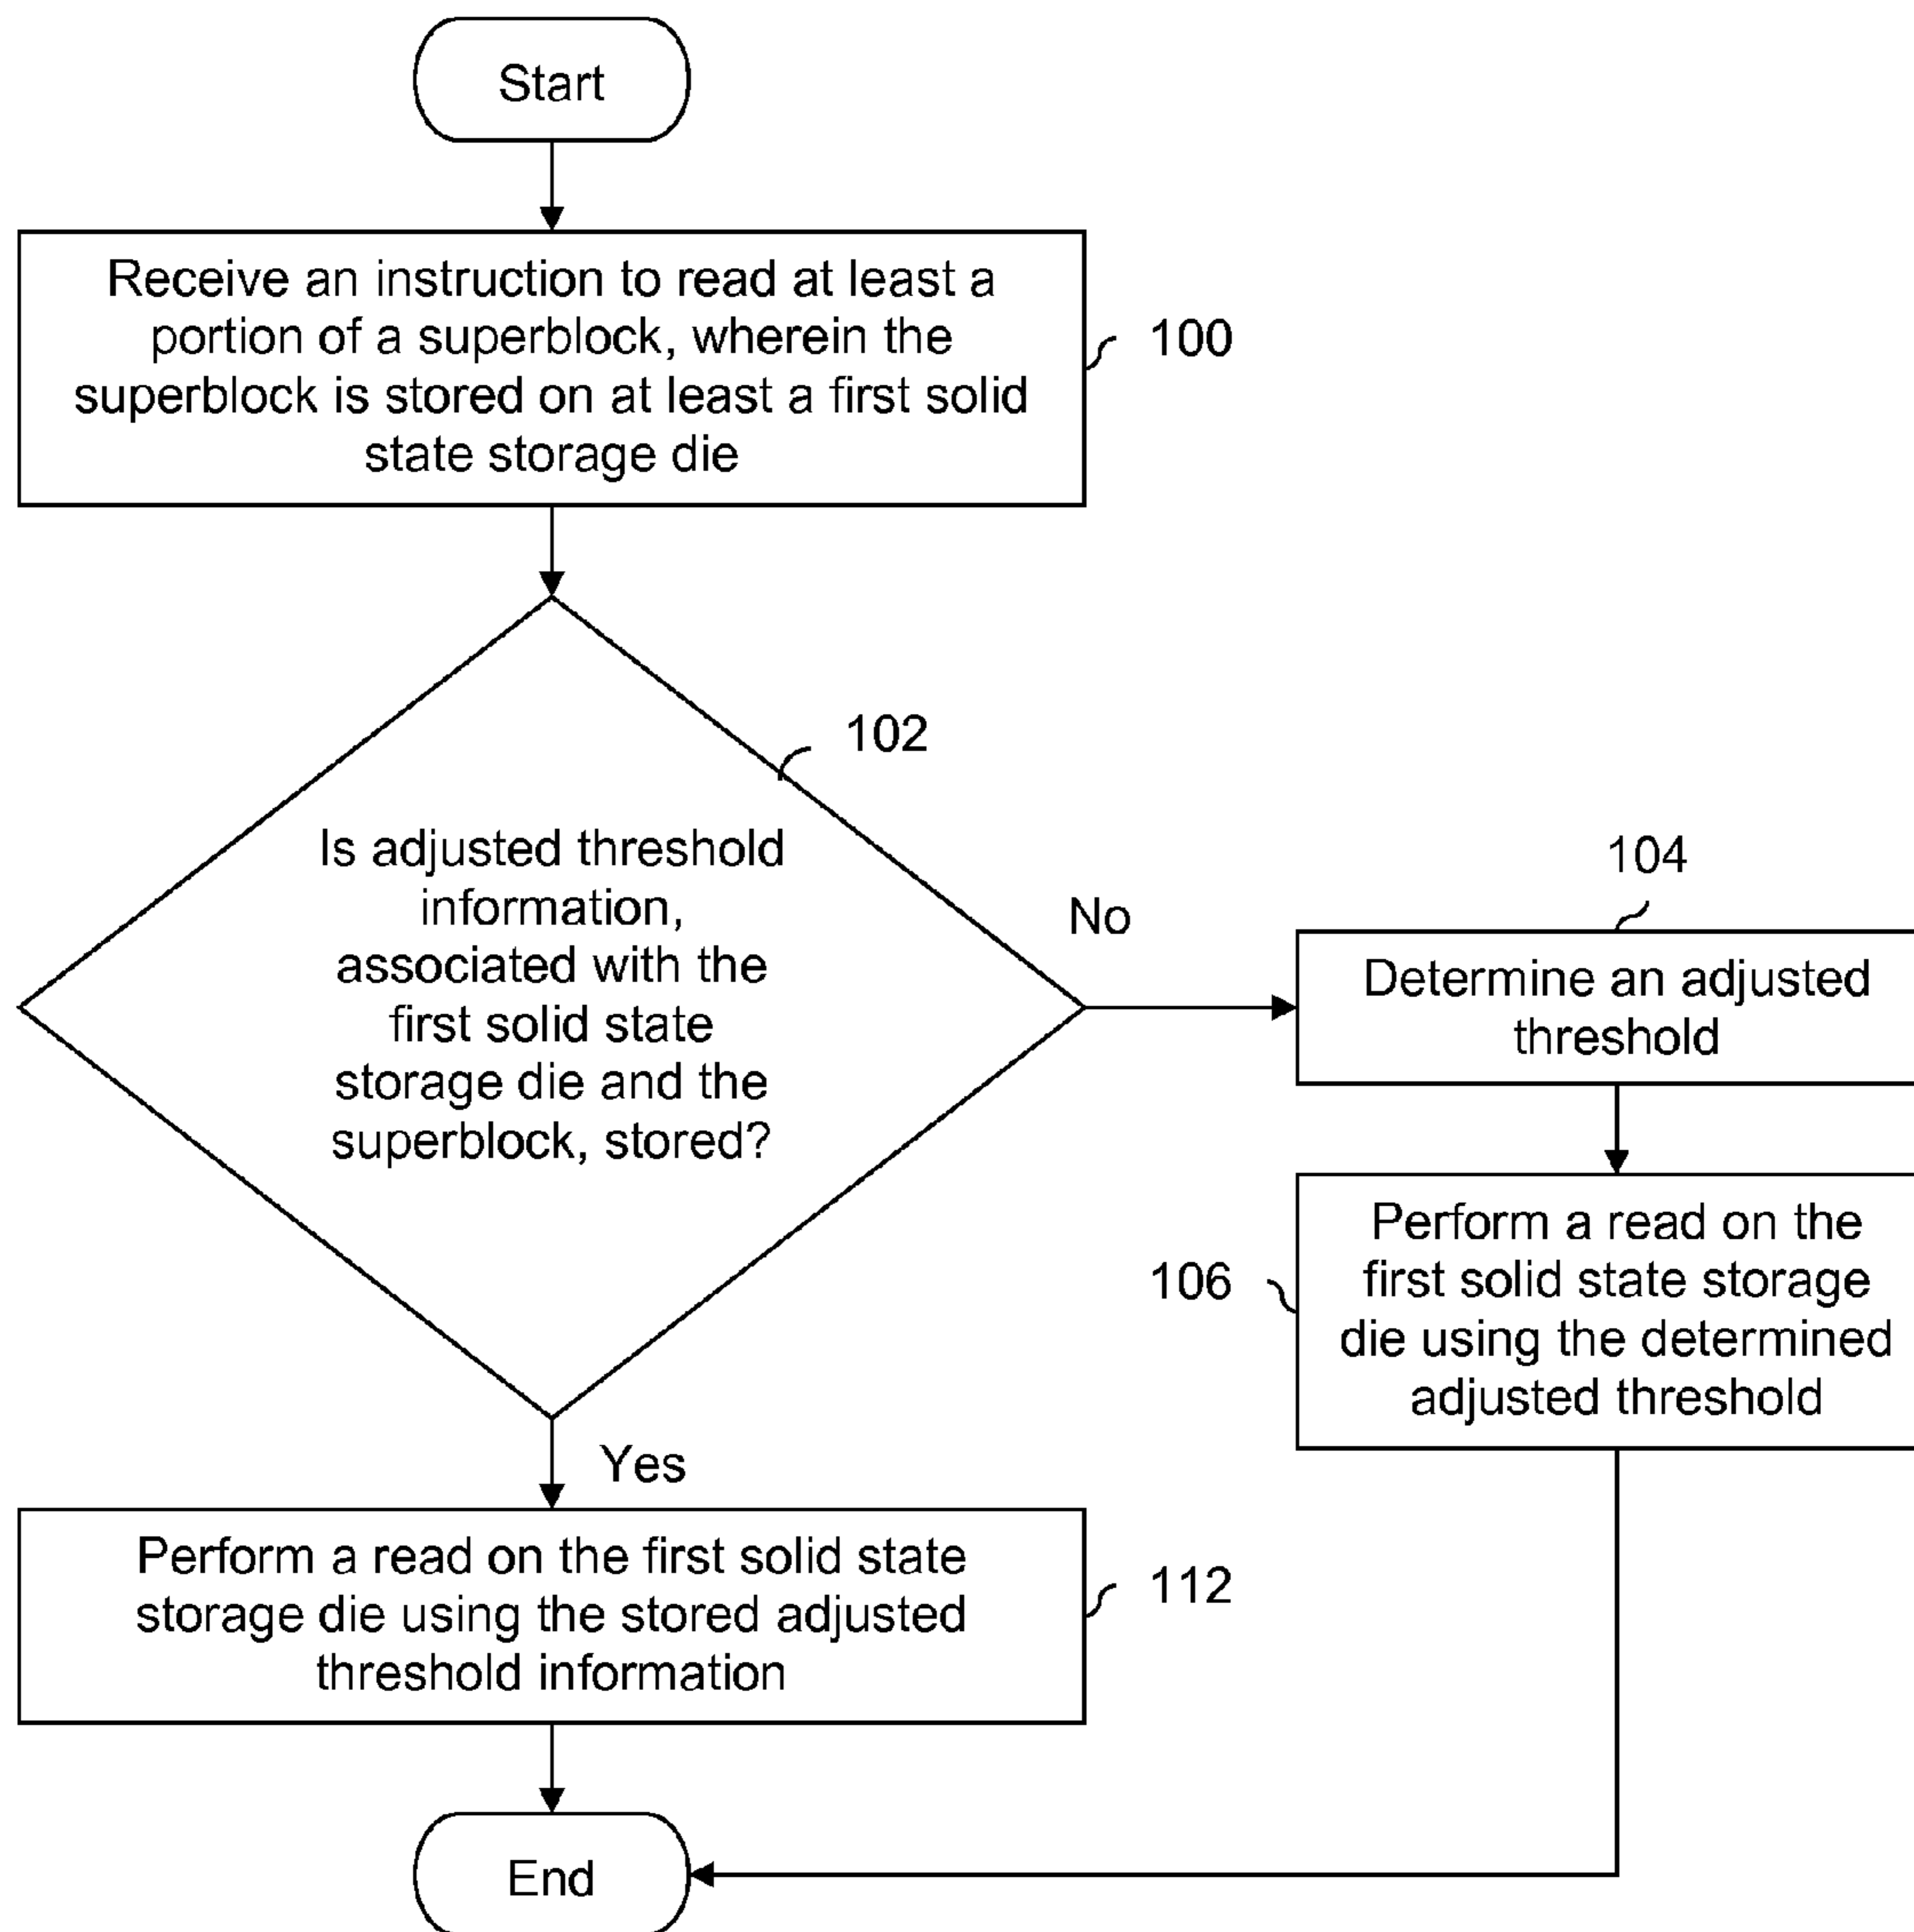 Start
Receive an instruction to read at least a
portion of a superblock, wherein the
superblock is stored on at least a first solid
state storage die
100
102
Is adjusted threshold
information,
associated with the
first solid state
storage die and the
superblock, stored?
No
104
Determine an adjusted
threshold
106
Perform a read on the
first solid state storage
die using the determined
adjusted threshold
Yes
Perform a read on the first solid state
storage die using the stored adjusted
threshold information
112
End